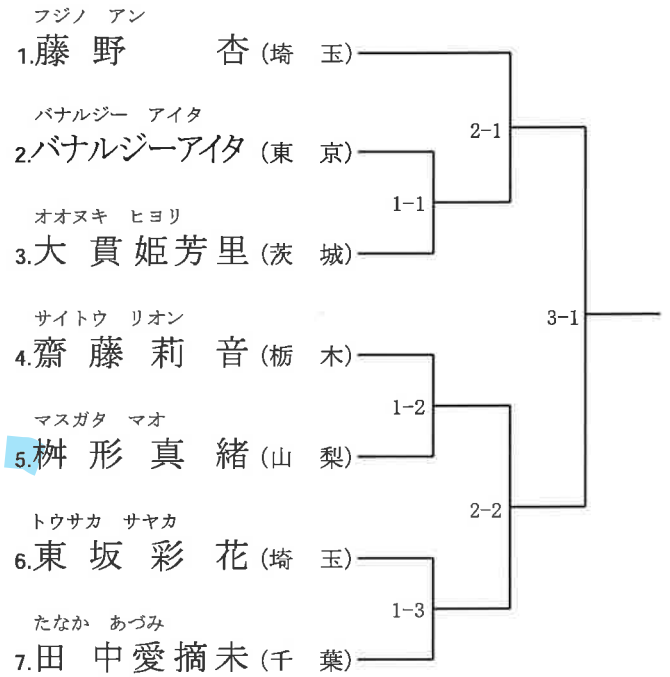 フジノ アン
1.藤野 杏(埼 玉)
バナルジー アイタ
2.バナルジーアイタ(東 京)
オオヌキ ヒヨリ
3.大貫姫芳里(茨 城)
サイトウ リオン
4.齋藤莉音(栃 木)
マスガタ マオ
5.桝形真緒(山 梨)
トウサカ サヤカ
6.東坂彩花(埼 玉)
たなか あづみ
7.田中愛摘未(千 葉)
2-1
1-1
3-1
1-2
2-2
1-3